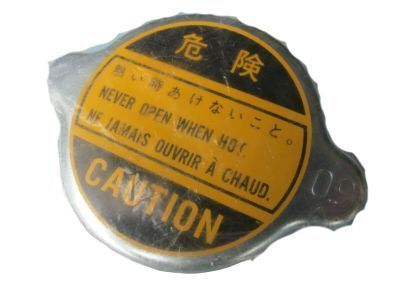 危険
熱い時あけないこと。
NEVER OPEN WHEN HOT.
NE JAMAIS OUVRIR À CHAUD.
CAUTION